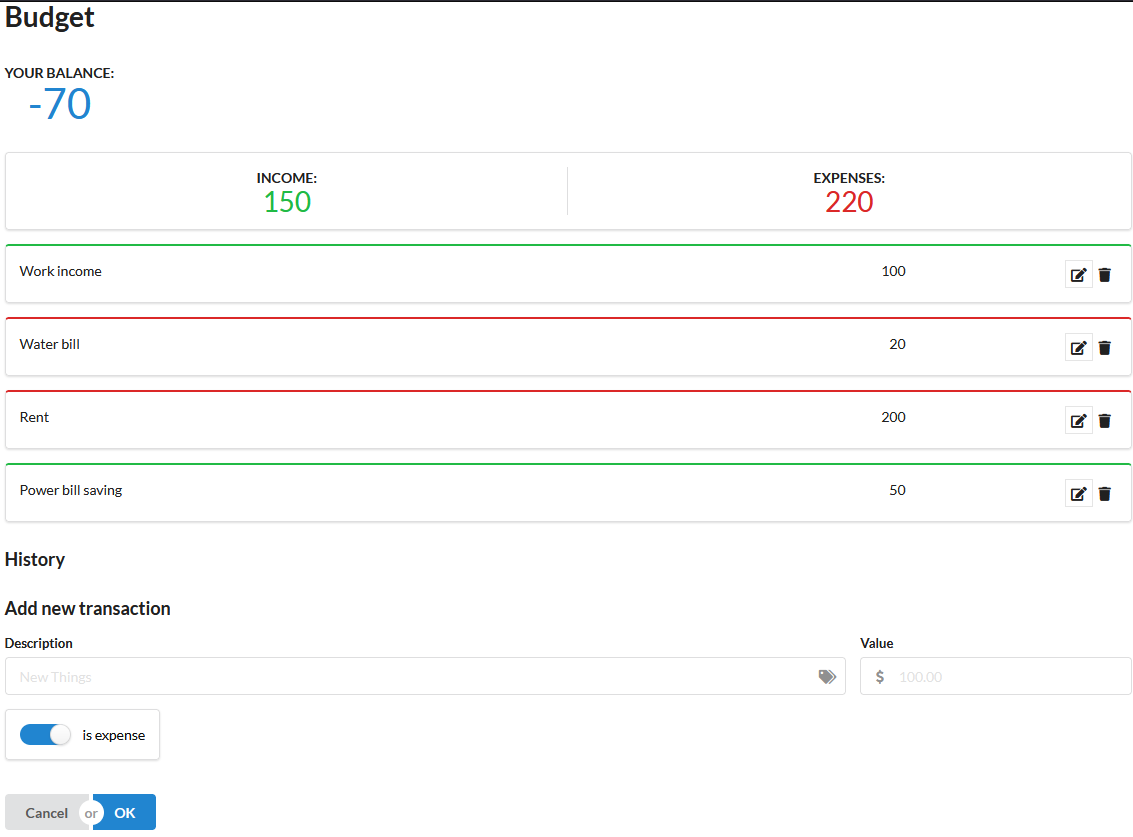 Budget
YOUR BALANCE:
-70
INCOME:
150
EXPENSES:
220
Work income 100
Water bill 20
Rent 200
Power bill saving 50
History
Add new transaction
Description Value
New Things $ 100.00
is expense
Cancel or OK